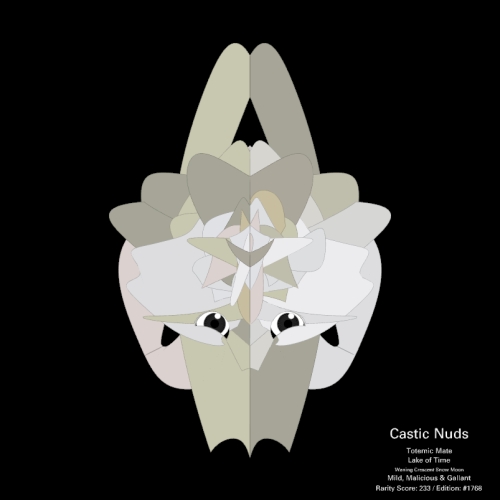 Castic Nuds
Totemic Mate
Lake of Time
Waning Crescent Snow Moon
Mild, Malicious & Gallant
Rarity Score: 233 / Edition: #1768